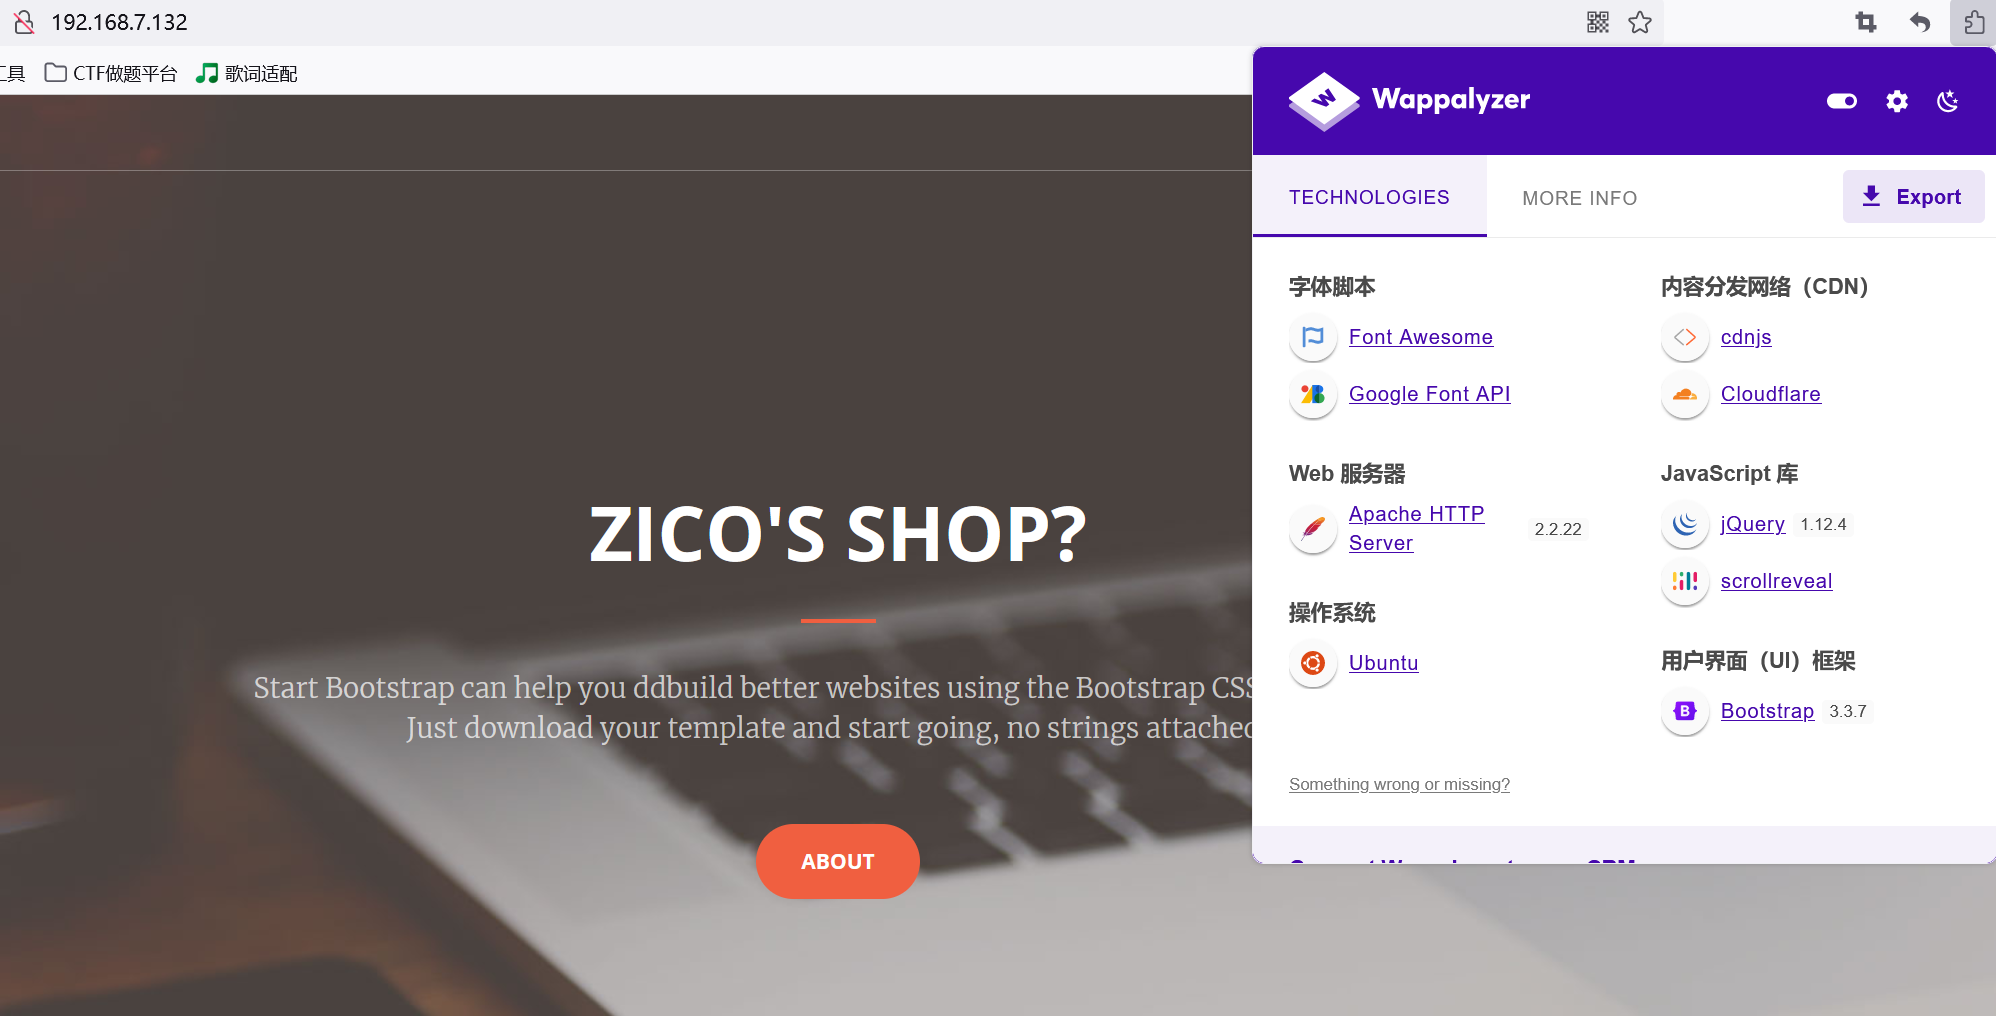 192.168.7.132
工具
CTF做题平台
歌词适配
Wappalyzer
TECHNOLOGIES
MORE INFO
Export
字体脚本
Font Awesome
Google Font API
Web 服务器
Apache HTTP
Server
2.2.22
操作系统
Ubuntu
内容分发网络（CDN）
cdnjs
Cloudflare
JavaScript 库
jQuery
1.12.4
scrollreveal
用户界面（UI）框架
Bootstrap
3.3.7
Something wrong or missing?
ZICO'S SHOP?
Start Bootstrap can help you ddbuild better websites using the Bootstrap CSS
Just download your template and start going, no strings attached
ABOUT